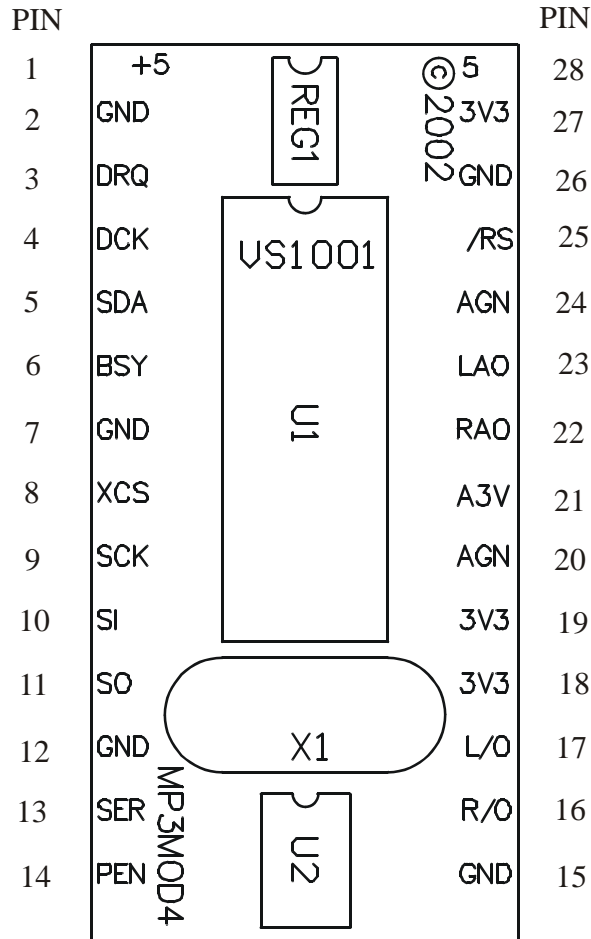 PIN PIN
1 +5 5 28
2 GND 3V3 27
3 DRQ GND 26
4 DCK /RS 25
5 SDA AGN 24
6 BSY LAO 23
7 GND RAO 22
8 XCS A3V 21
9 SCK AGN 20
10 SI 3V3 19
11 SO 3V3 18
12 GND L/O 17
13 SER R/O 16
14 PEN GND 15
REG1
©2002
VS1001
U1
X1
U2
MP3MOD4